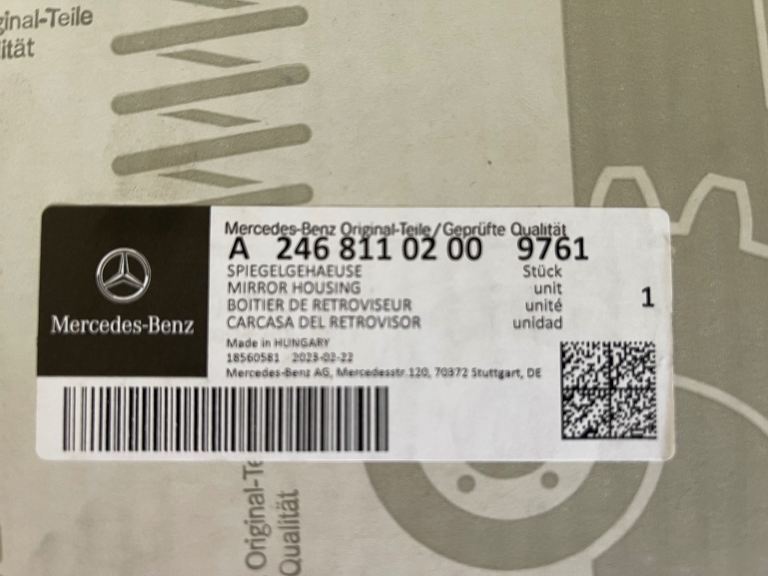 ginal-Teile
ität
Mercedes-Benz Original-Teile/Geprüfte Qualität
A 246 811 02 00 9761
SPIEGELGEHAEUSE Stück
MIRROR HOUSING unit
BOITIER DE RETROVISEUR unité
CARCASA DEL RETROVISOR unidad
1
Mercedes-Benz
Made in HUNGARY
18560581 2023-02-22
Mercedes-Benz AG, Mercedesstr.120, 70372 Stuttgart, DE
Original-Te
Qualität